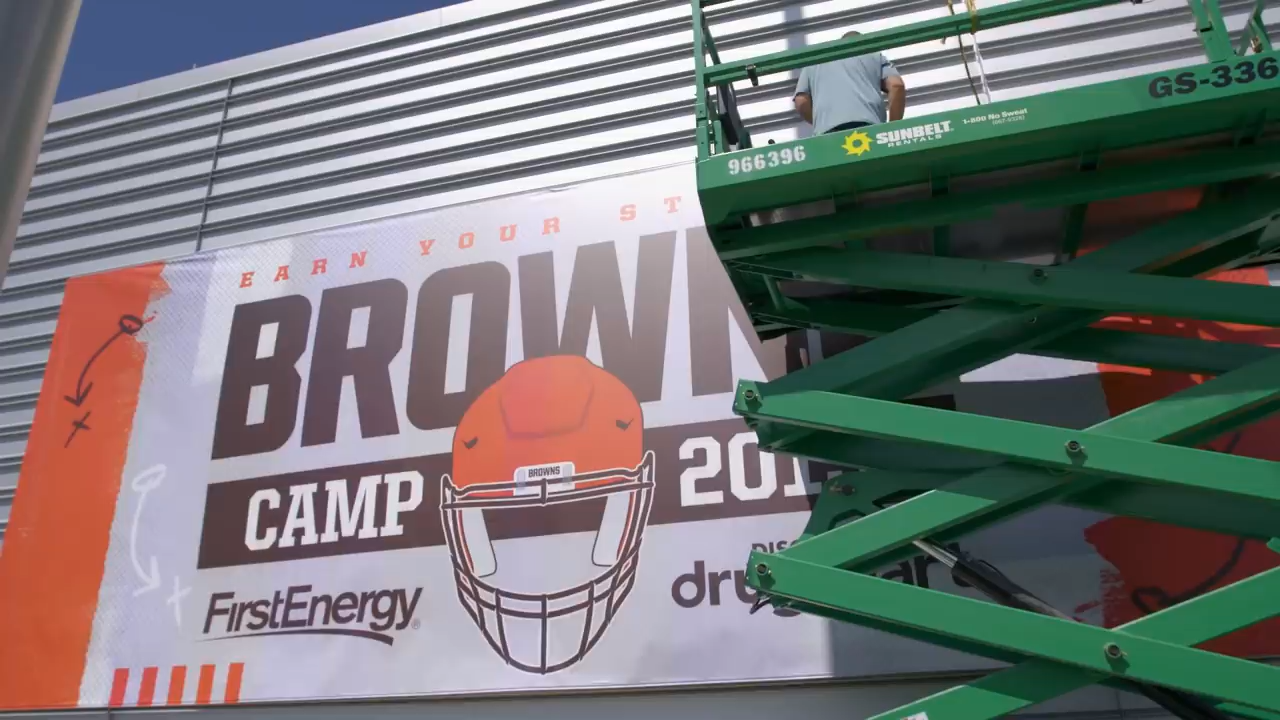 GS-336
SUNBELT
RENTALS
1-800 No Sweat
966396
EARN YOUR ST
BROWN
BROWNS
CAMP 201
FirstEnergy